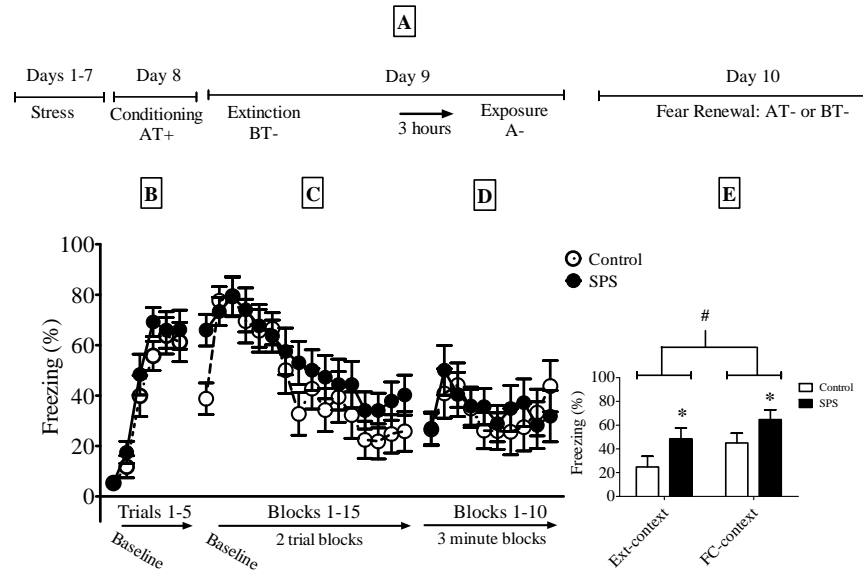 A
Days 1-7
Day 8
Day 9
Day 10
Stress
Conditioning
AT+
Extinction
BT-
3 hours
Exposure
A-
Fear Renewal: AT- or BT-
B
C
D
E
Freezing (%)
100
80
60
40
20
0
Control
SPS
Trials 1-5
Baseline
Blocks 1-15
Baseline
2 trial blocks
Blocks 1-10
3 minute blocks
#
Freezing (%)
100
80
60
40
20
0
*
*
Control
SPS
Ext-context
FC-context